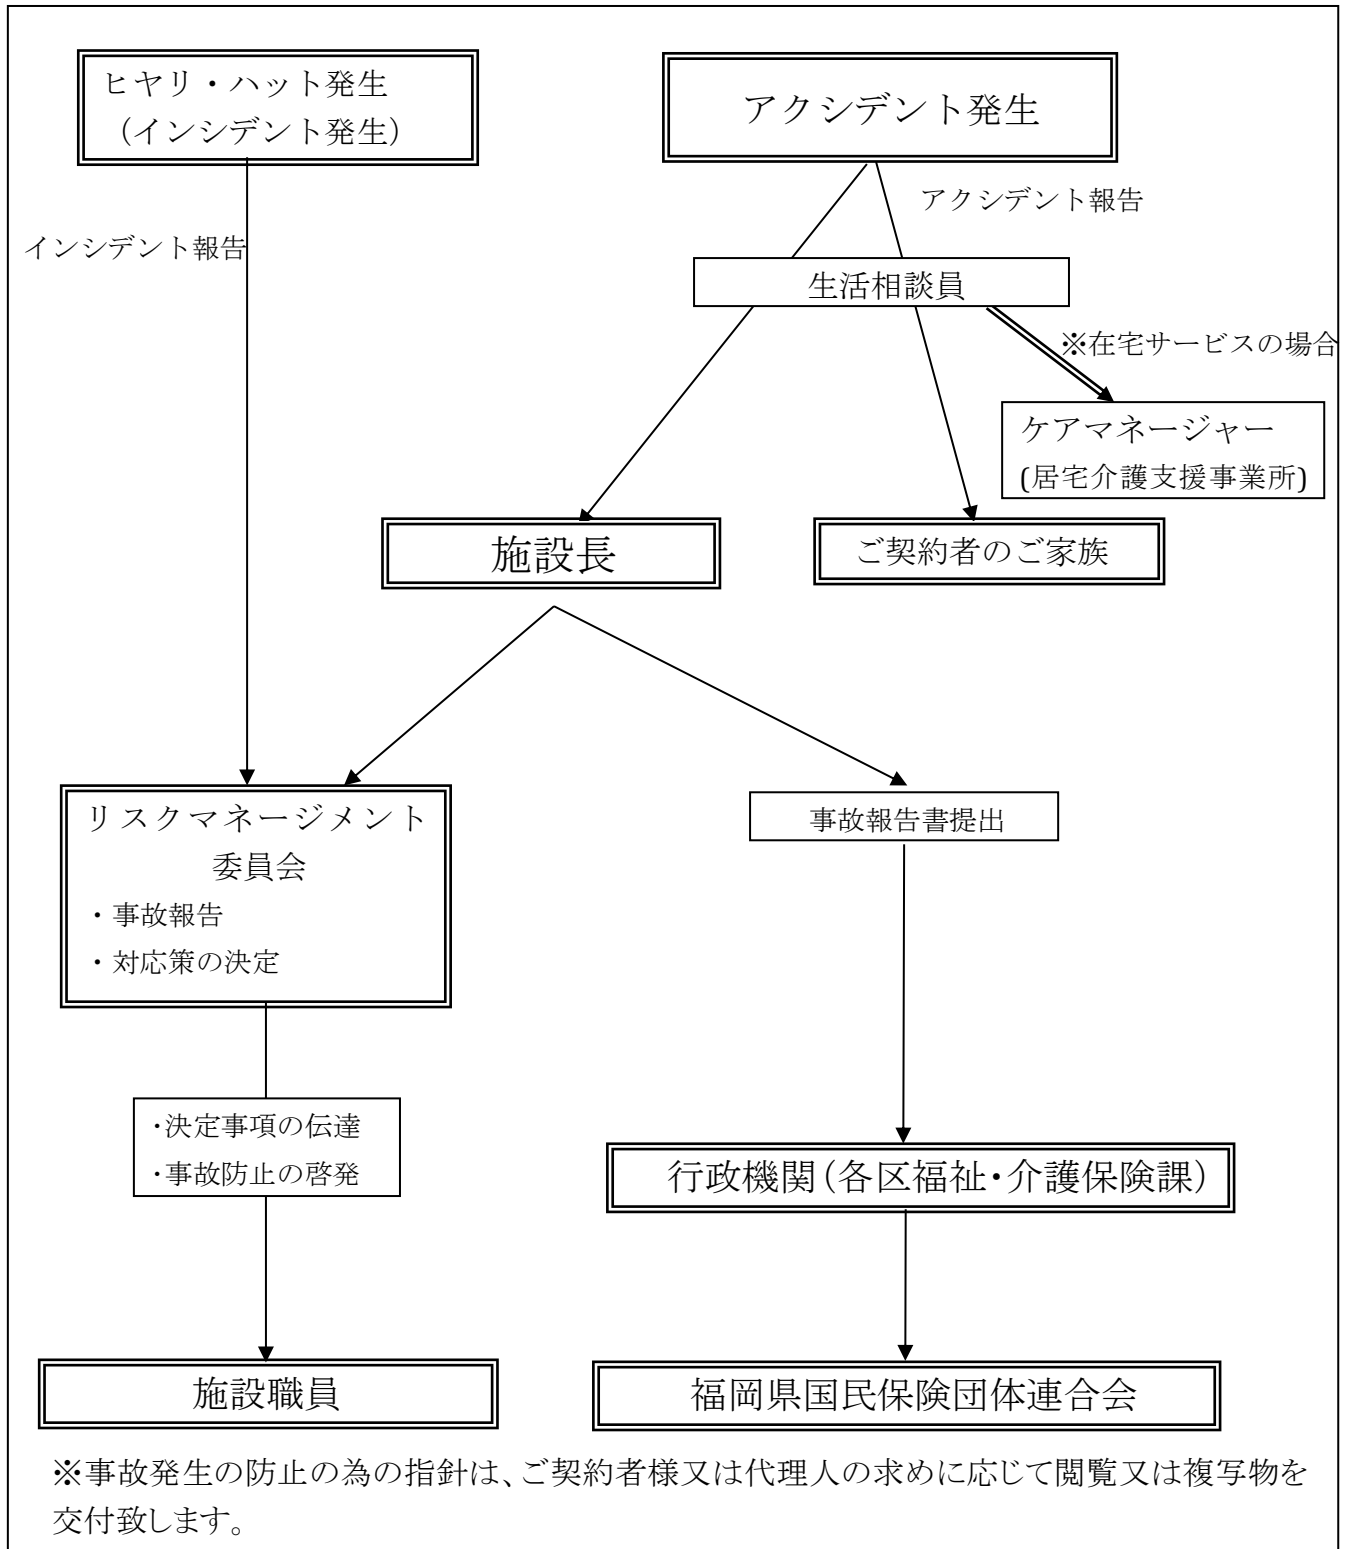 ヒヤリ・ハット発生
（インシデント発生）
アクシデント発生
アクシデント報告
インシデント報告
生活相談員
※在宅サービスの場合
ケアマネージャー
(居宅介護支援事業所)
施設長
ご契約者のご家族
リスクマネージメント
委員会
・事故報告
・対応策の決定
事故報告書提出
・決定事項の伝達
・事故防止の啓発
行政機関（各区福祉・介護保険課）
施設職員
福岡県国民保険団体連合会
※事故発生の防止の為の指針は、ご契約者様又は代理人の求めに応じて閲覧又は複写物を
交付致します。